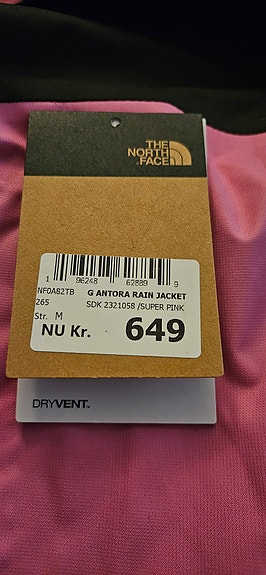 THE
NORTH
FACE
1 96248 62889 9
NF0A82TB G ANTORA RAIN JACKET
265 SDK 2321058 /SUPER PINK
Str. M
NU Kr. 649
DRYVENT™